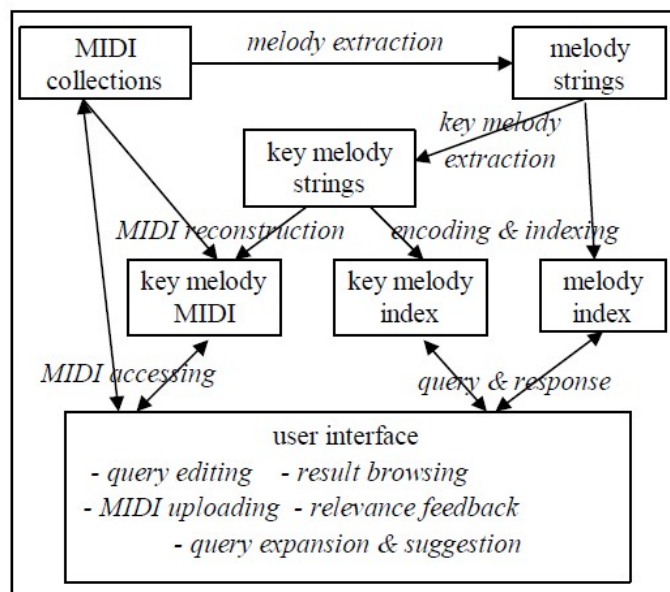 MIDI
collections
melody extraction
melody
strings
key melody
extraction
key melody
strings
MIDI reconstruction
encoding & indexing
key melody
MIDI
key melody
index
melody
index
MIDI accessing
query & response
user interface
- query editing - result browsing
- MIDI uploading - relevance feedback
- query expansion & suggestion